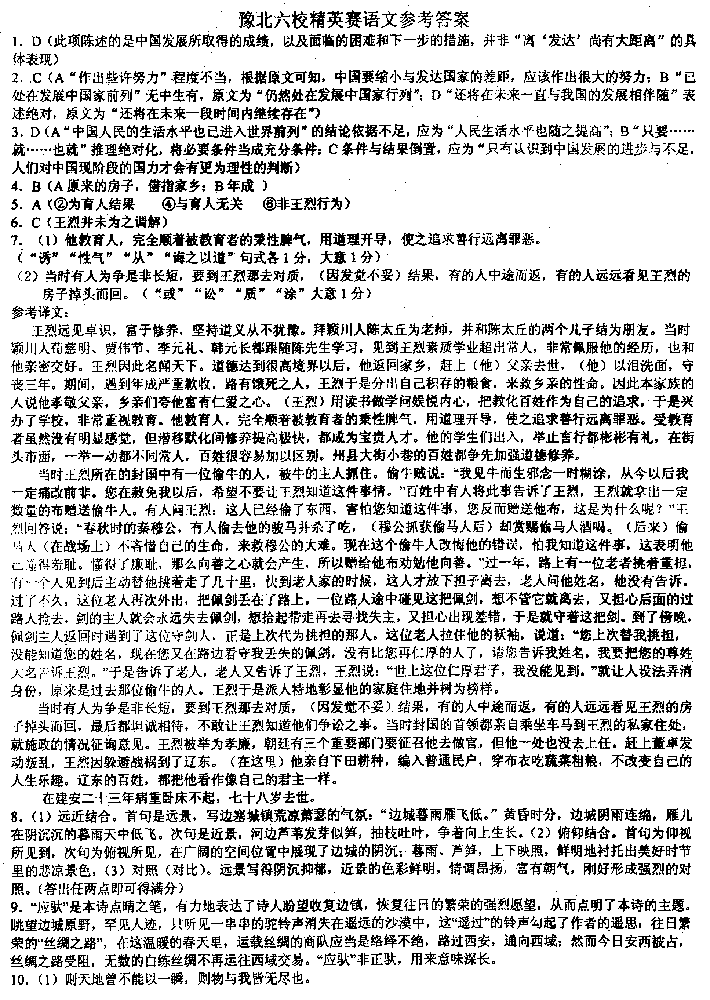 豫北六校精英赛语文参考答案
1．D（此项陈述的是中国发展所取得的成绩，以及面临的困难和下一步的措施，并非“离‘发达’尚有大距离”的具
体表现）
2．C（A“作出些许努力”程度不当，根据原文可知，中国要缩小与发达国家的差距，应该作出很大的努力；B“已
处在发展中国家前列”无中生有，原文为“仍然处在发展中国家行列”；D“还将在未来一直与我国的发展相伴随”表
述绝对，原文为“还将在未来一段时间内继续存在”）
3．D（A“中国人民的生活水平也已进入世界前列”的结论依据不足，应为“人民生活水平也随之提高”；B“只要……
就……也就”推理绝对化，将必要条件当成充分条件；C 条件与结果倒置，应为“只有认识到中国发展的进步与不足，
人们对中国现阶段的国力才会有更为理性的判断）
4．B（A 原来的房子，借指家乡；B 年成 ）
5．A（②为育人结果 ④与育人无关 ⑥非王烈行为）
6．C（王烈并未为之调解）
7．（1）他教育人，完全顺着被教育者的秉性脾气，用道理开导，使之追求善行远离罪恶。
（“诱”“性气”“从”“诲之以道”句式各 1 分，大意 1 分）
（2）当时有人为争是非长短，要到王烈那去对质，（因发觉不妥）结果，有的人中途而返，有的人远远看见王烈的
房子掉头而回。（“或”“讼”“质”“涂”大意 1 分）
参考译文：
王烈远见卓识，富于修养，坚持道义从不犹豫。拜颖川人陈太丘为老师，并和陈太丘的两个儿子结为朋友。当时
颖川人荀慈明、贾伟节、李元礼、韩元长都跟随陈先生学习，见到王烈素质学业超出常人，非常佩服他的经历，也和
他亲密交好。王烈因此名闻天下。道德达到很高境界以后，他返回家乡，赶上（他）父亲去世，（他）以泪洗面，守
丧三年。期间，遇到年成严重歉收，路有饿死之人，王烈于是分出自己积存的粮食，来救乡亲的性命。因此本家族的
人说他孝敬父亲，乡亲们夸他富有仁爱之心。（王烈）用读书做学问娱悦内心，把教化百姓作为自己的追求，于是兴
办了学校，非常重视教育。他教育人，完全顺着被教育者的秉性脾气，用道理开导，使之追求善行远离罪恶。受教育
者虽然没有明显感觉，但潜移默化间修养提高极快，都成为宝贵人才。他的学生们出入，举止言行都彬彬有礼，在街
头市面，一举一动都不同常人，百姓很容易加以区别。州县大街小巷的百姓都争先加强道德修养。
当时王烈所在的封国中有一位偷牛的人，被牛的主人抓住。偷牛贼说：“我见牛而生邪念一时糊涂，从今以后我
一定痛改前非。您在赦免我以后，希望不要让王烈知道这件事情。”百姓中有人将此事告诉了王烈，王烈就拿出一定
数量的布赠送偷牛人。有人问王烈：这人已经偷了东西，害怕您知道这件事，您反而赠送他布，这是为什么呢？”王
烈回答说：“春秋时的秦穆公，有人偷去他的骏马并杀了吃，（穆公抓获偷马人后）却赏赐偷马人酒喝。（后来）偷
马人（在战场上）不吝惜自己的生命，来救穆公的大难。现在这个偷牛人改悔他的错误，怕我知道这件事，这表明他
已懂得羞耻。懂得了廉耻，那么向善之心就会产生，所以赠给他布劝勉他向善。”过一年，路上有一位老者挑着重担，
有一个人见到后主动替他挑着走了几十里，快到老人家的时候，这人才放下担子离去，老人问他姓名，他没有告诉。
过了不久，这位老人再次外出，把佩剑丢在了路上。一位路人途中碰见这把佩剑，想不管它就离去，又担心后面的过
路人捡去，剑的主人就会永远失去佩剑，想拾起带走再去寻找失主，又担心出现差错，于是就守着这把剑。到了傍晚，
佩剑主人返回时遇到了这位守剑人，正是上次代为挑担的那人。这位老人拉住他的袄袖，说道：“您上次替我挑担，
没能知道您的姓名，现在您又在路边看守我丢失的佩剑，没有比您再仁厚的人了，请您告诉我姓名，我要把您的尊姓
大名告诉王烈。”于是告诉了老人，老人又告诉了王烈，王烈说：“世上这位仁厚君子，我没能见到。”就让人设法弄清
身份，原来是过去那位偷牛的人。王烈于是派人特地彰显他的家庭住地并树为榜样。
当时有人为争是非长短，要到王烈那去对质，（因发觉不妥）结果，有的人中途而返，有的人远远看见王烈的房
子掉头而回，最后都坦诚相待，不敢让王烈知道他们争讼之事。当时封国的首领都亲自乘坐车马到王烈的私家住处，
就施政的情况征询意见。王烈被举为孝廉，朝廷有三个重要部门要征召他去做官，但他一处也没去上任。赶上董卓发
动叛乱，王烈因躲避战祸到了辽东。（在这里）他亲自下田耕种，编入普通民户，穿布衣吃蔬菜粗粮，不改变自己的
人生乐趣。辽东的百姓，都把他看作像自己的君主一样。
在建安二十三年病重卧床不起，七十八岁去世。
8．（1）远近结合。首句是远景，写边塞城镇荒凉萧瑟的气氛：“边城暮雨雁飞低。”黄昏时分，边城阴雨连绵，雁儿
在阴沉沉的暮雨天中低飞。次句是近景，河边芦苇发芽似笋，抽枝吐叶，争着向上生长。（2）俯仰结合。首句为仰视
所见到，次句为俯视所见，在广阔的空间位置中展现了边城的阴沉；暮雨、芦笋，上下映照，鲜明地衬托出美好时节
里的悲凉景色，（3）对照（对比）。远景写得阴沉抑郁，近景的色彩鲜明，情调昂扬，富有朝气，刚好形成强烈的对
照。（答出任两点即可得满分）
9．“应驮”是本诗点睛之笔，有力地表达了诗人盼望收复边镇，恢复往日的繁荣的强烈愿望，从而点明了本诗的主题。
眺望边城原野，罕见人迹，只听见一串串的驼铃声消失在遥远的沙漠中，这“遥过”的铃声勾起了作者的遥思：往日繁
荣的“丝绸之路”，在这温暖的春天里，运载丝绸的商队应当是络绎不绝，路过西安，通向西域；然而今日安西被占，
丝绸之路受阻，无数的白练丝绸不再运往西域交易。“应驮”非正驮，用来意味深长。
10．（1）则天地曾不能以一瞬，则物与我皆无尽也。